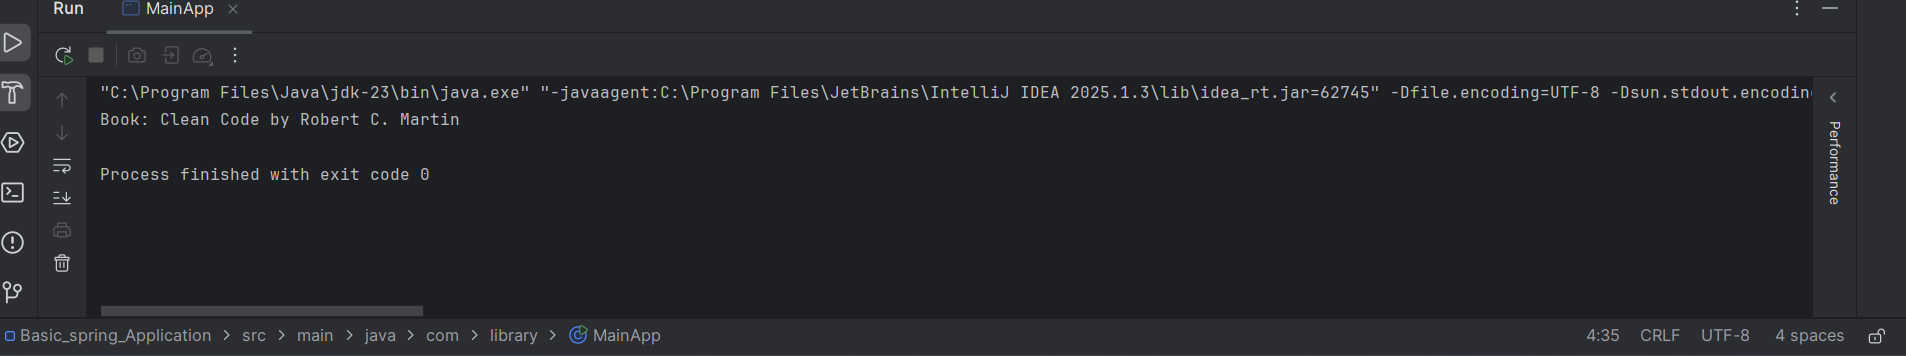 Run MainApp
"C:\Program Files\Java\jdk-23\bin\java.exe" "-javaagent:C:\Program Files\JetBrains\IntelliJ IDEA 2025.1.3\lib\idea_rt.jar=62745" -Dfile.encoding=UTF-8 -Dsun.stdout.encoding
Book: Clean Code by Robert C. Martin
Process finished with exit code 0
Performance
Basic_spring_Application > src > main > java > com > library > MainApp 4:35 CRLF UTF-8 4 spaces